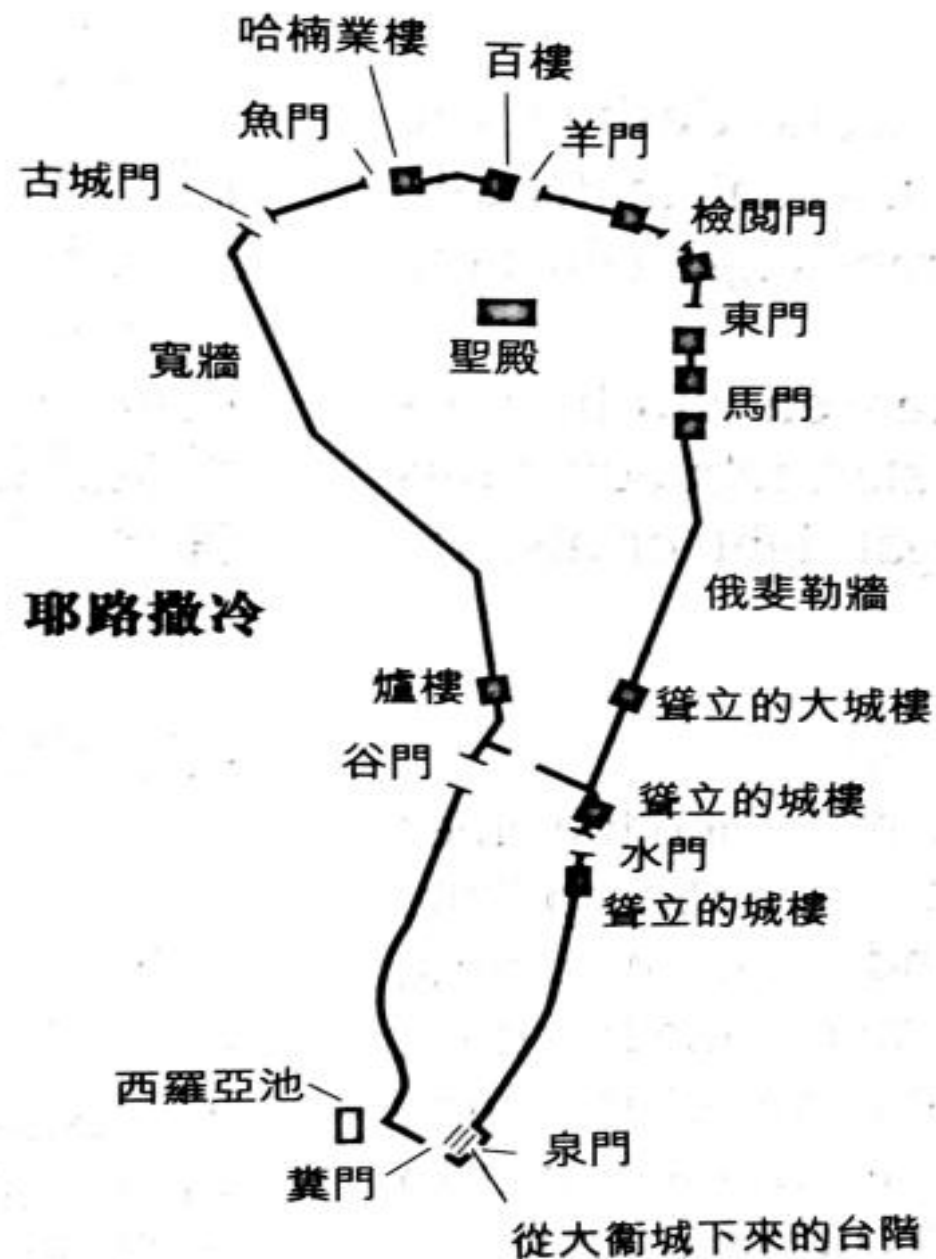 哈楠業樓
百樓
魚門
羊門
古城門
檢閱門
東門
寬牆
聖殿
馬門
俄斐勒牆
耶路撒冷
爐樓
聳立的大城樓
谷門
聳立的城樓
水門
聳立的城樓
西羅亞池
泉門
糞門
從大衞城下來的台階